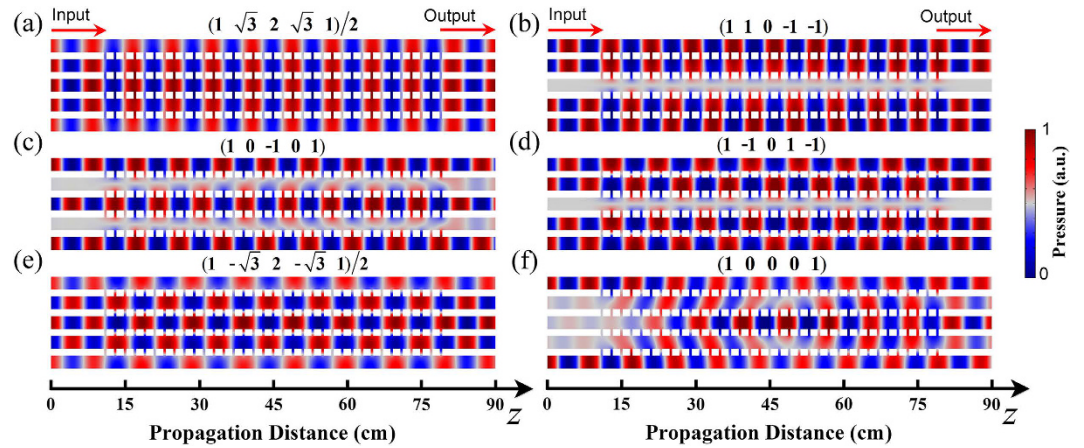 (a) Input (1 √3 2 √3 1)/2 Output
(b) Input (1 1 0 -1 -1) Output
(c) (1 0 -1 0 1)
(d) (1 -1 0 1 -1)
(e) (1 -√3 2 -√3 1)/2
(f) (1 0 0 0 1)
1
Pressure (a.u.)
0
0 15 30 45 60 75 90 z
Propagation Distance (cm)
0 15 30 45 60 75 90 z
Propagation Distance (cm)